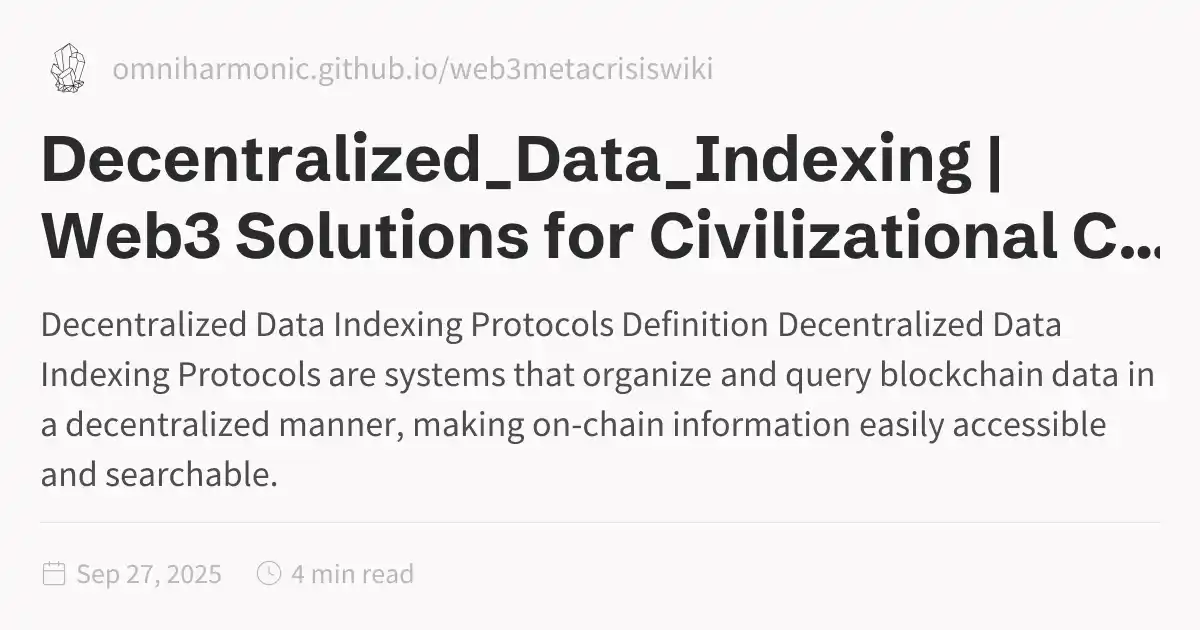 omniharmonic.github.io/web3metacrisiswiki
Decentralized_Data_Indexing |
Web3 Solutions for Civilizational C...
Decentralized Data Indexing Protocols Definition Decentralized Data
Indexing Protocols are systems that organize and query blockchain data in
a decentralized manner, making on-chain information easily accessible
and searchable.
Sep 27, 2025 4 min read